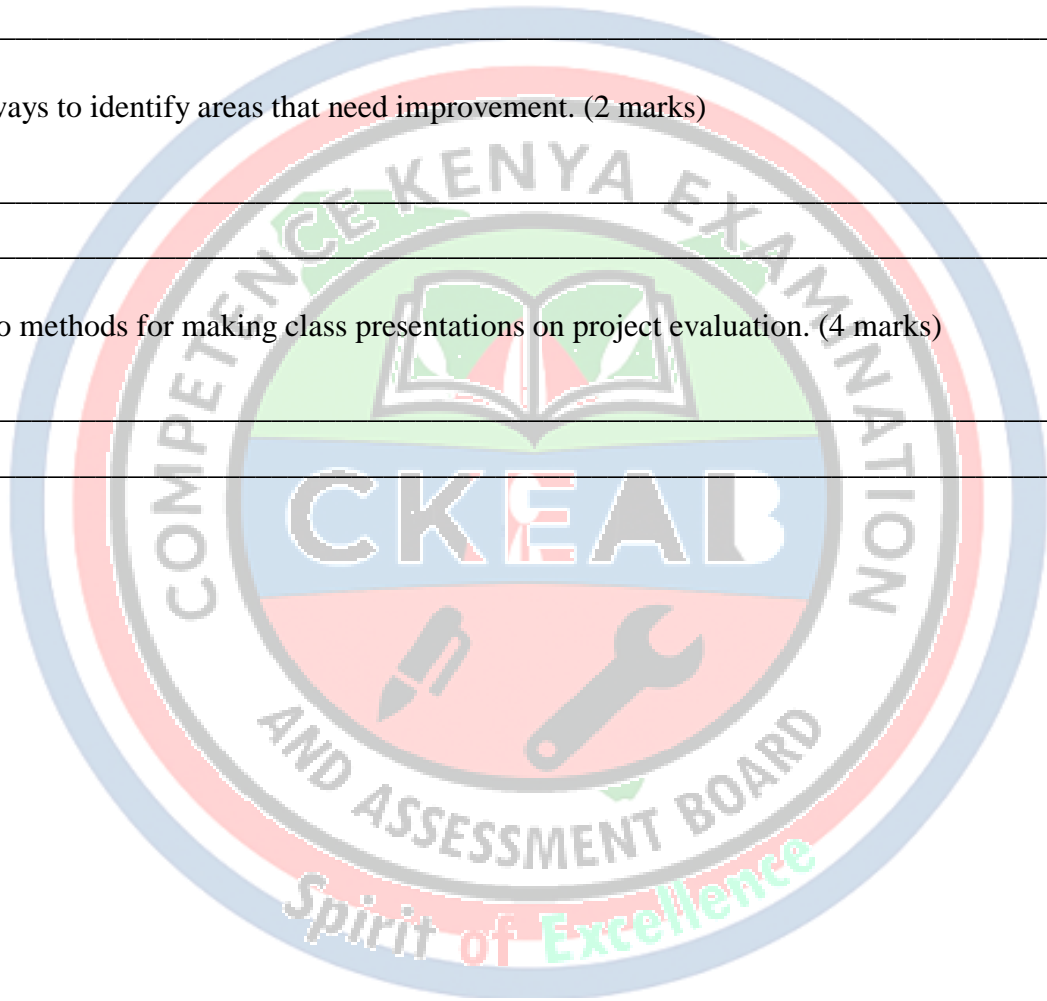 ways to identify areas that need improvement. (2 marks)
o methods for making class presentations on project evaluation. (4 marks)
COMPETENCE KENYA EXAMINATION
CKEAB
AND ASSESSMENT BOARD
Spirit of Excellence